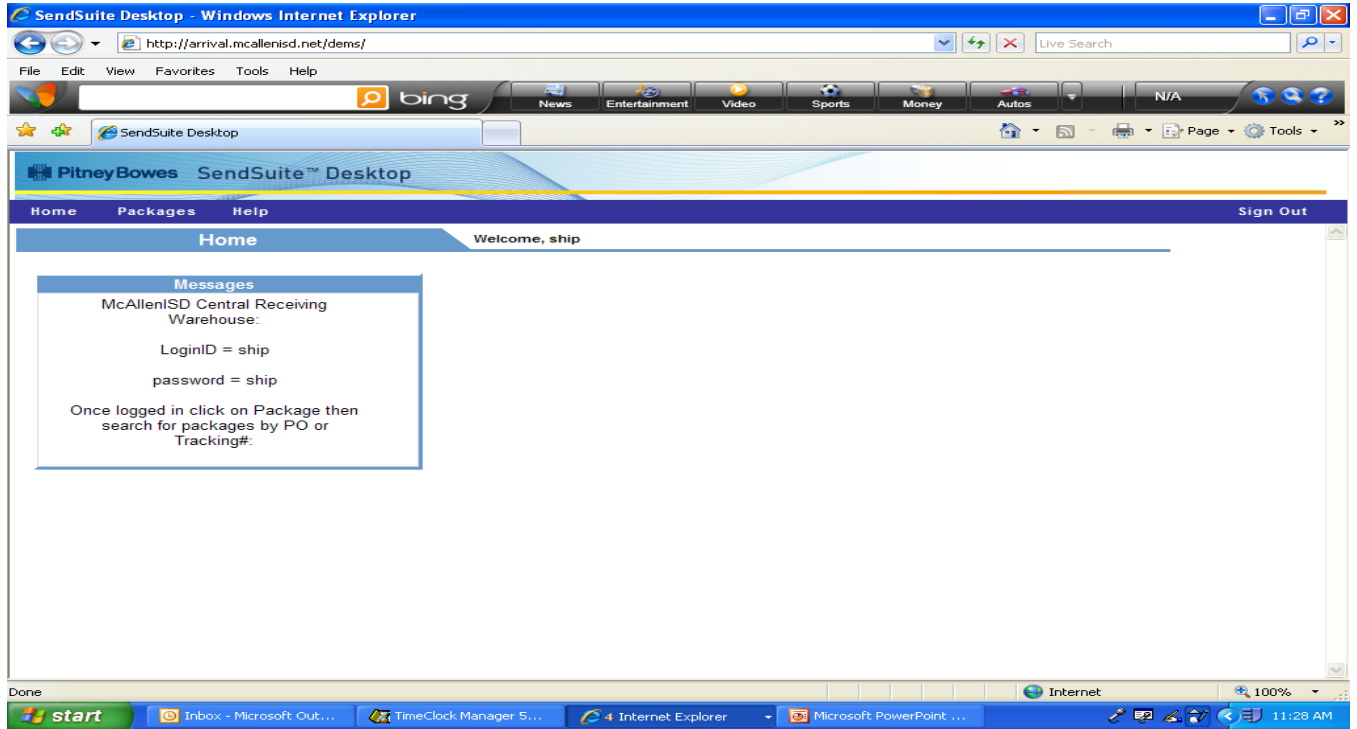 SendSuite Desktop - Windows Internet Explorer
http://arrival.mcallenisd.net/dems/
Live Search
File Edit View Favorites Tools Help
bing News Entertainment Video Sports Money Autos N/A
SendSuite Desktop
Page Tools »
PitneyBowes SendSuite™ Desktop
Home Packages Help Sign Out
Home Welcome, ship
Messages
McAllenISD Central Receiving
Warehouse:
LoginID = ship
password = ship
Once logged in click on Package then
search for packages by PO or
Tracking#:
Done Internet 100%
start Inbox - Microsoft Out... TimeClock Manager 5... 4 Internet Explorer Microsoft PowerPoint ... 11:28 AM